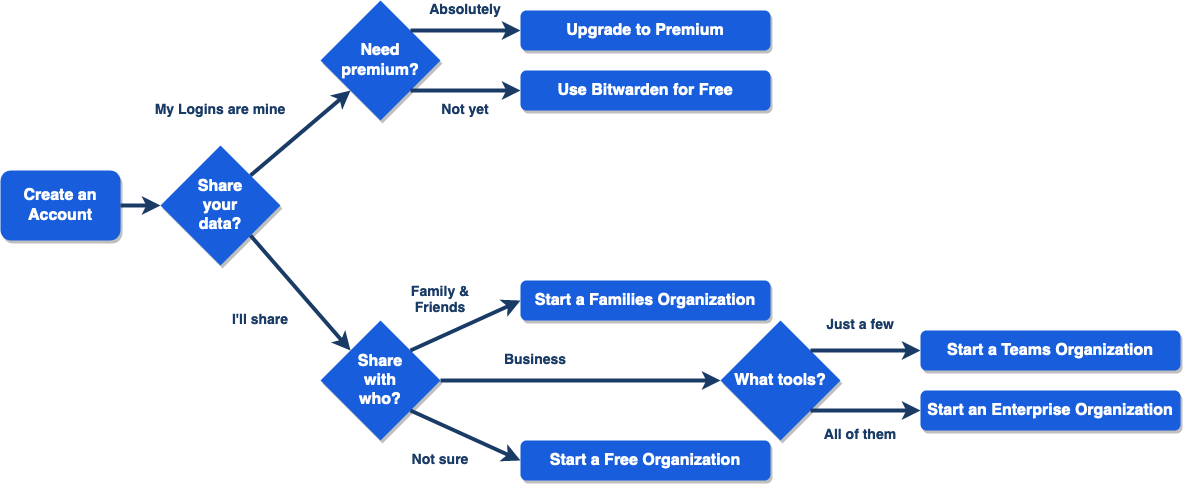 Absolutely
Need
premium?
Upgrade to Premium
Use Bitwarden for Free
Not yet
My Logins are mine
Create an
Account
Share
your
data?
I'll share
Family &
Friends
Start a Families Organization
Share
with
who?
Business
What tools?
Just a few
Start a Teams Organization
Start an Enterprise Organization
All of them
Not sure
Start a Free Organization